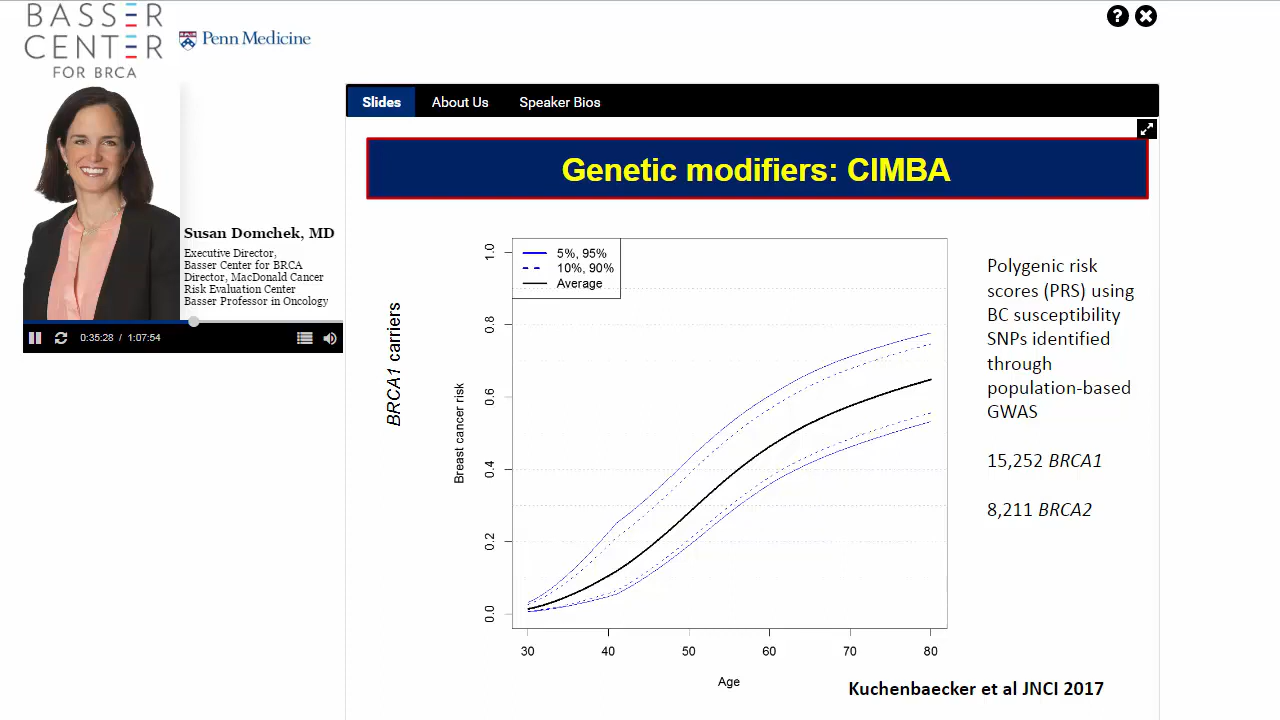 BASSER
CENTER
FOR BRCA
Penn Medicine
Susan Domchek, MD
Executive Director,
Basser Center for BRCA
Director, MacDonald Cancer
Risk Evaluation Center
Basser Professor in Oncology
0:35:28 / 1:07:54
?
Slides
About Us
Speaker Bios
Genetic modifiers: CIMBA
5%, 95%
10%, 90%
Average
BRCA1 carriers
Breast cancer risk
1.0
0.8
0.6
0.4
0.2
0.0
30 40 50 60 70 80
Age
Polygenic risk
scores (PRS) using
BC susceptibility
SNPs identified
through
population-based
GWAS
15,252 BRCA1
8,211 BRCA2
Kuchenbaecker et al JNCI 2017